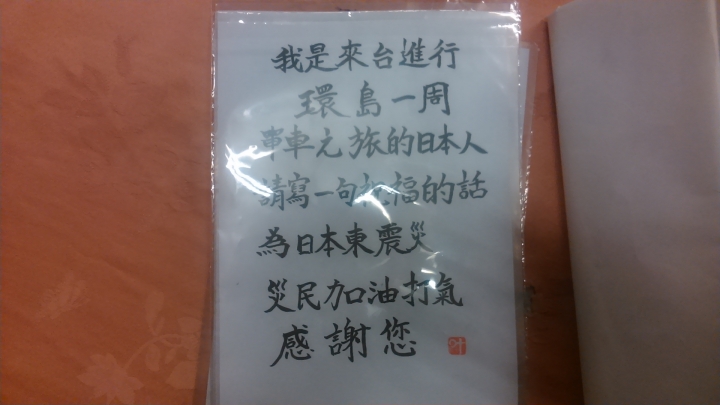 我是來台進行
環島一周
單車之旅的日本人
請寫一句祝福的話
為日本東震災
災民加油打氣
感謝您
叶